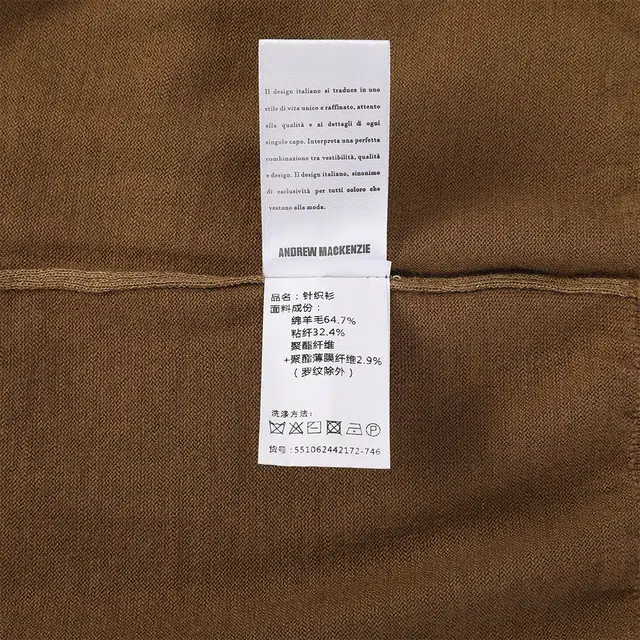 Il design italiano si traduce in uno
stile di vita unico e raffinato, attento
alla qualità e ai dettagli di ogni
singolo capo. Interpreta una perfetta
combinazione tra vestibilità, qualità
e design. Il design italiano, sinonimo
di esclusività per tutti coloro che
vestono alla moda.
ANDREW MACKENZIE
品名：针织衫
面料成份：
绵羊毛64.7%
粘纤32.4%
聚酯纤维
+聚酯薄膜纤维2.9%
（罗纹除外）
洗涤方法：
货号：551062442172-746